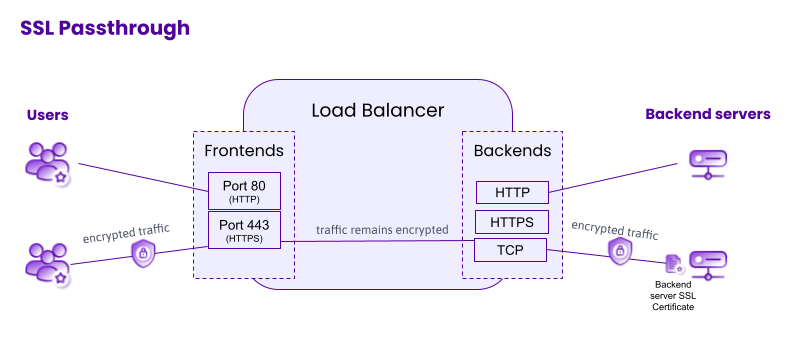 SSL Passthrough
Load Balancer
Users
Backend servers
Frontends
Backends
Port 80
(HTTP)
HTTP
Port 443
(HTTPS)
HTTPS
TCP
encrypted traffic
traffic remains encrypted
encrypted traffic
Backend
server SSL
Certificate